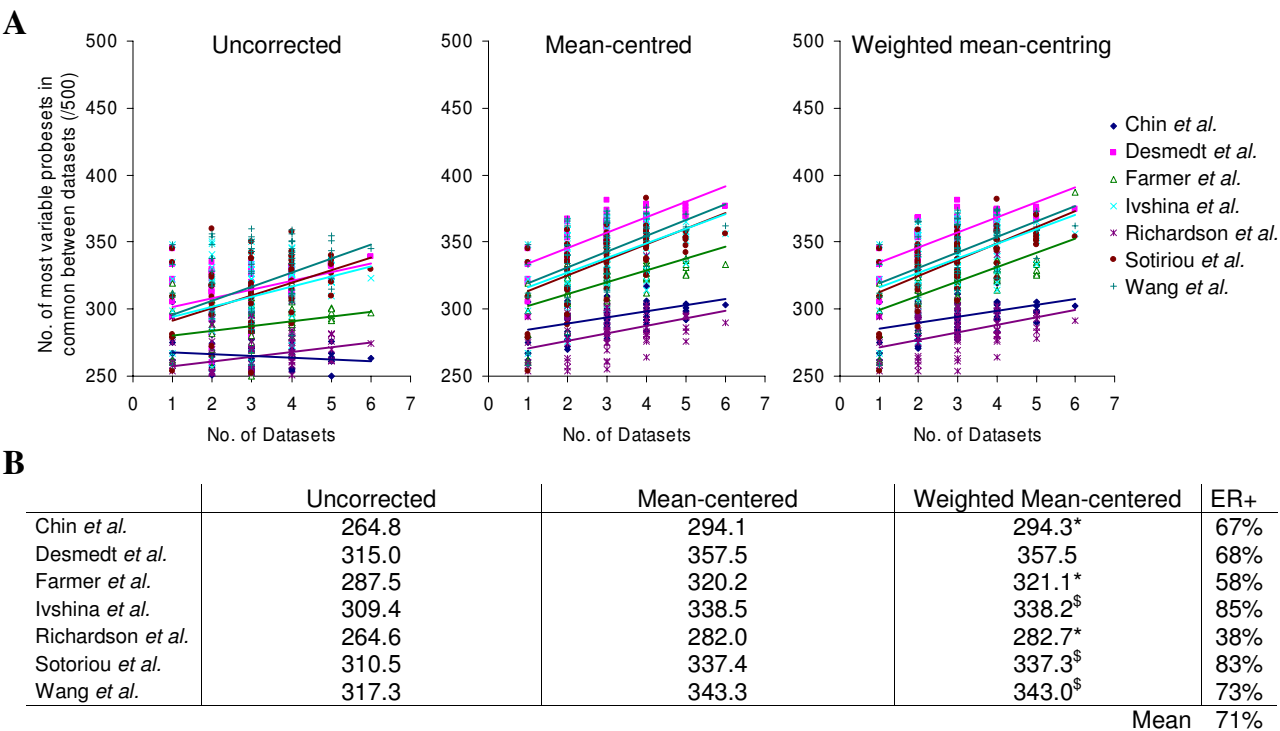 A
Uncorrected
Mean-centred
Weighted mean-centring
No. of most variable probesets in
common between datasets (/500)
500
450
400
350
300
250
0 1 2 3 4 5 6 7
No. of Datasets
500
450
400
350
300
250
0 1 2 3 4 5 6 7
No. of Datasets
500
450
400
350
300
250
0 1 2 3 4 5 6 7
No. of Datasets
Chin et al.
Desmedt et al.
Farmer et al.
Ivshina et al.
Richardson et al.
Sotiriou et al.
Wang et al.
B
Uncorrected Mean-centered Weighted Mean-centered ER+
Chin et al. 264.8 294.1 294.3* 67%
Desmedt et al. 315.0 357.5 357.5 68%
Farmer et al. 287.5 320.2 321.1* 58%
Ivshina et al. 309.4 338.5 338.2$ 85%
Richardson et al. 264.6 282.0 282.7* 38%
Sotoriou et al. 310.5 337.4 337.3$ 83%
Wang et al. 317.3 343.3 343.0$ 73%
Mean 71%